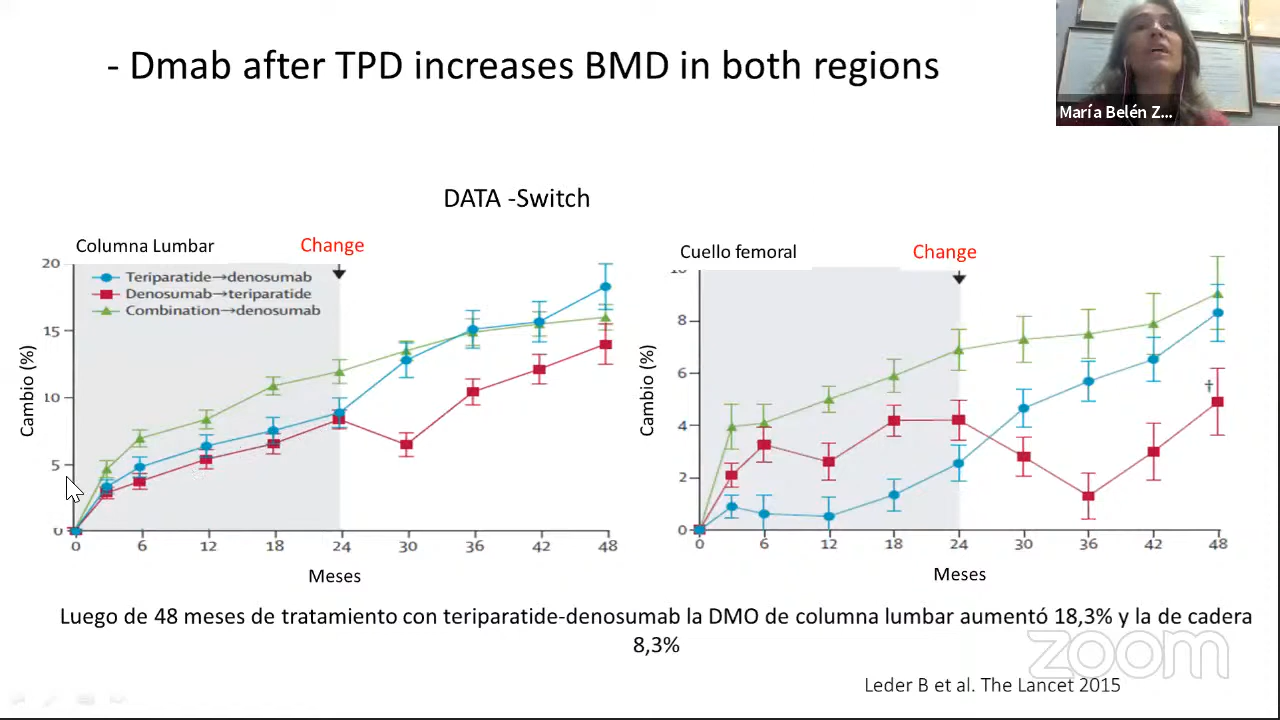 - Dmab after TPD increases BMD in both regions
María Belén Z...
DATA -Switch
Columna Lumbar
Change
Teriparatide→denosumab
Denosumab→teriparatide
Combination→denosumab
Cambio (%)
20
15
10
5
0
0 6 12 18 24 30 36 42 48
Meses
Cuello femoral
Change
Cambio (%)
10
8
6
4
2
0
†
0 6 12 18 24 30 36 42 48
Meses
Luego de 48 meses de tratamiento con teriparatide-denosumab la DMO de columna lumbar aumentó 18,3% y la de cadera
8,3%
zoom
Leder B et al. The Lancet 2015